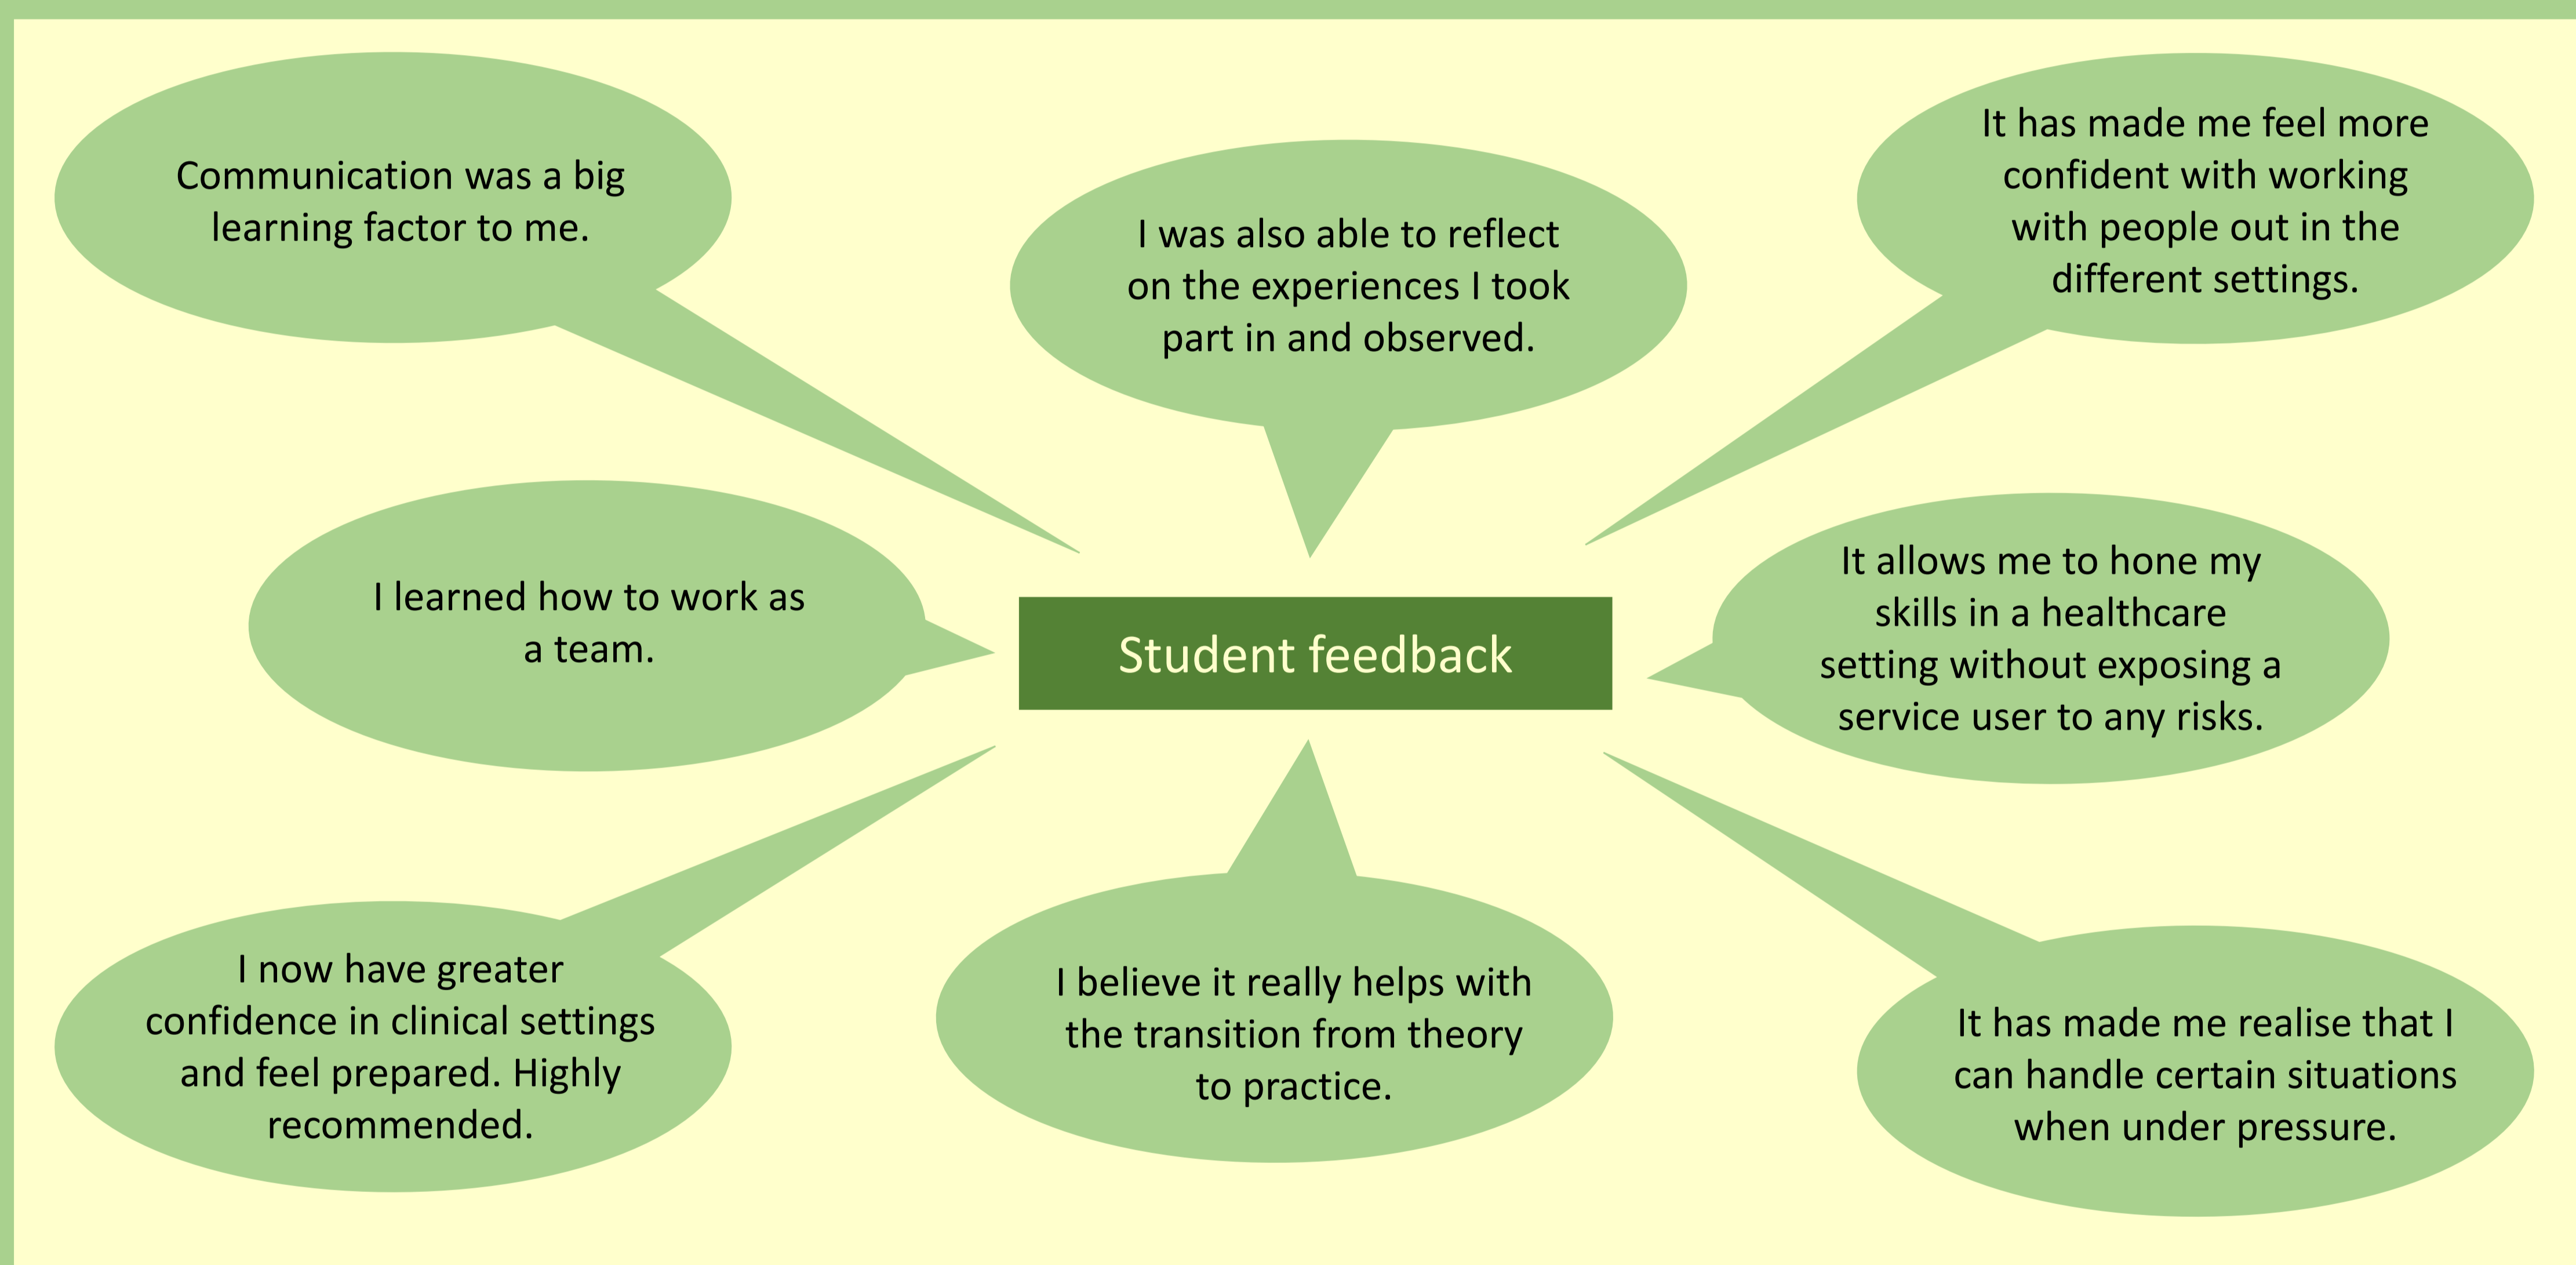 Communication was a big
learning factor to me.
I was also able to reflect
on the experiences I took
part in and observed.
It has made me feel more
confident with working
with people out in the
different settings.
I learned how to work as
a team.
Student feedback
It allows me to hone my
skills in a healthcare
setting without exposing a
service user to any risks.
I now have greater
confidence in clinical settings
and feel prepared. Highly
recommended.
I believe it really helps with
the transition from theory
to practice.
It has made me realise that I
can handle certain situations
when under pressure.